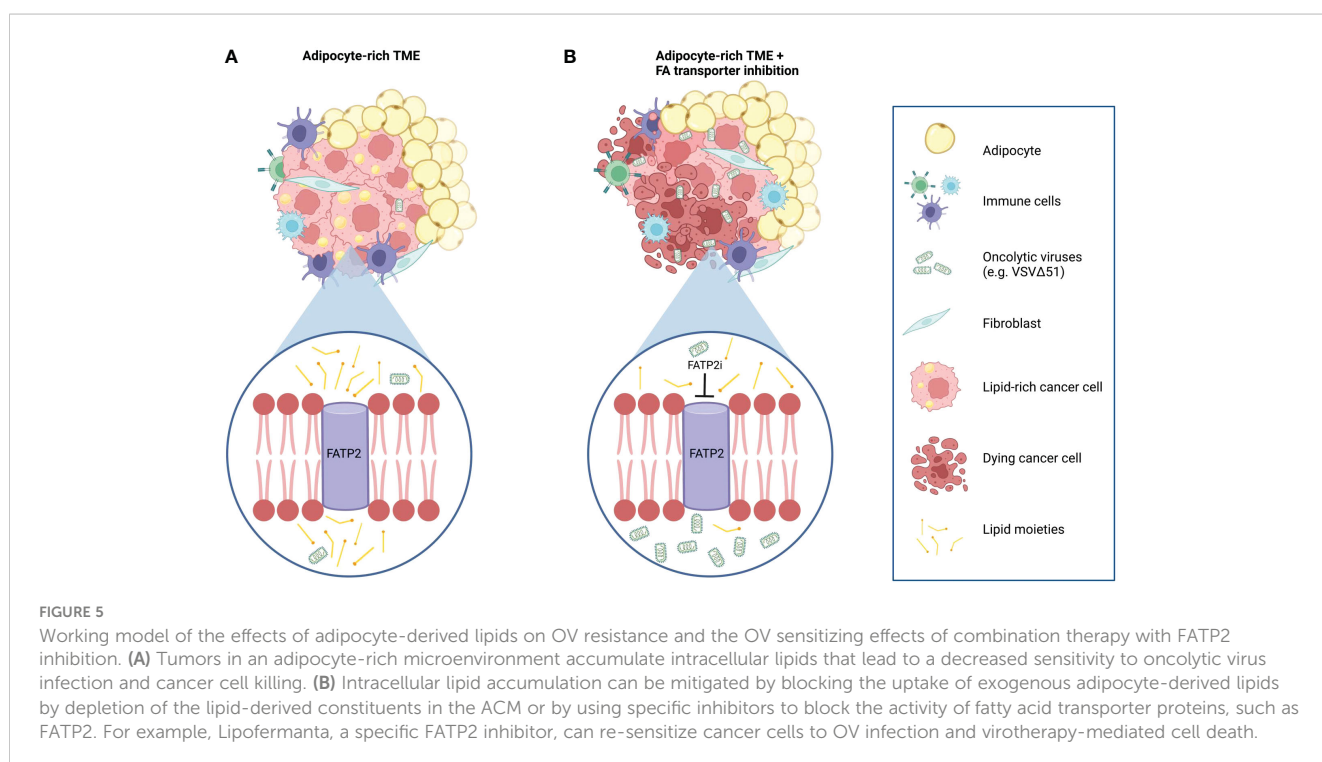 A
Adipocyte-rich TME
B
Adipocyte-rich TME +
FA transporter inhibition
FATP2
FATP2i
FATP2
Adipocyte
Immune cells
Oncolytic viruses
(e.g. VSVΔ51)
Fibroblast
Lipid-rich cancer cell
Dying cancer cell
Lipid moieties
FIGURE 5
Working model of the effects of adipocyte-derived lipids on OV resistance and the OV sensitizing effects of combination therapy with FATP2
inhibition. (A) Tumors in an adipocyte-rich microenvironment accumulate intracellular lipids that lead to a decreased sensitivity to oncolytic virus
infection and cancer cell killing. (B) Intracellular lipid accumulation can be mitigated by blocking the uptake of exogenous adipocyte-derived lipids
by depletion of the lipid-derived constituents in the ACM or by using specific inhibitors to block the activity of fatty acid transporter proteins, such as
FATP2. For example, Lipofermanta, a specific FATP2 inhibitor, can re-sensitize cancer cells to OV infection and virotherapy-mediated cell death.